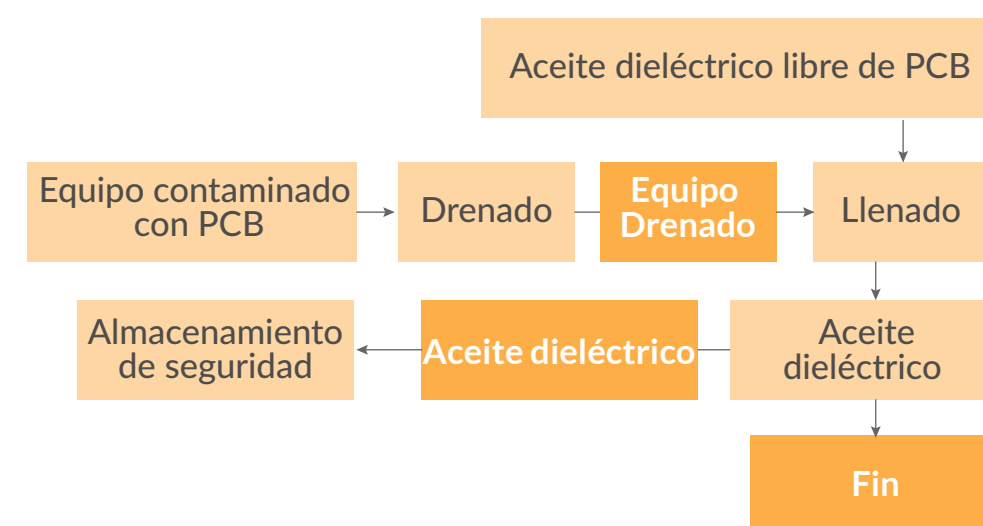 Aceite dieléctrico libre de PCB
Equipo contaminado
con PCB
Drenado
Equipo
Drenado
Llenado
Almacenamiento
de seguridad
Aceite dieléctrico
Aceite
dieléctrico
Fin